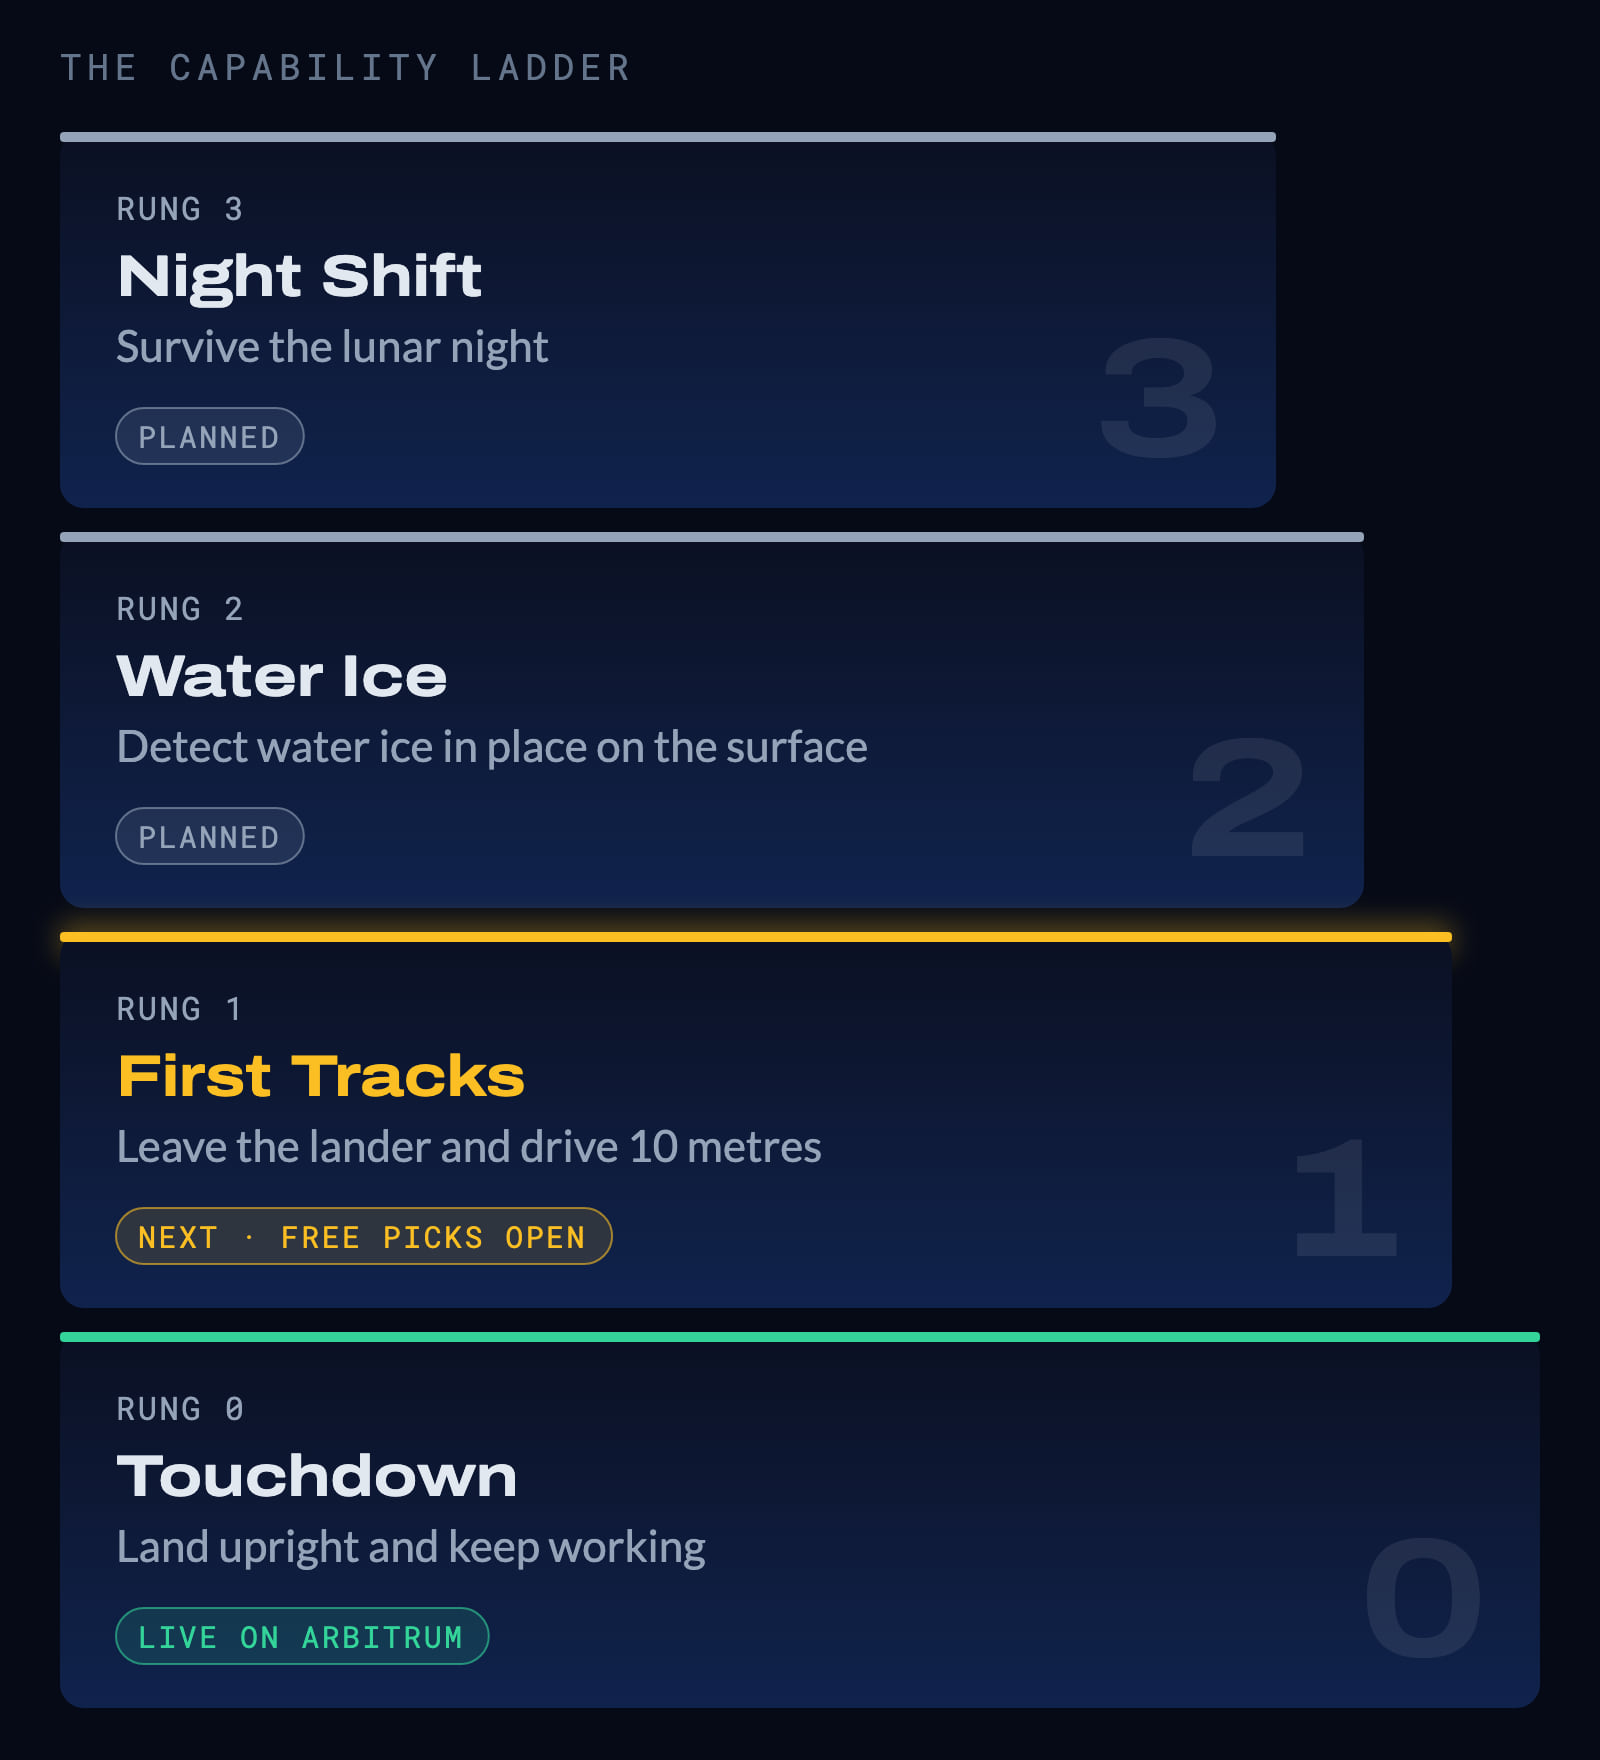 THE CAPABILITY LADDER
RUNG 3
Night Shift
Survive the lunar night
PLANNED
3
RUNG 2
Water Ice
Detect water ice in place on the surface
PLANNED
2
RUNG 1
First Tracks
Leave the lander and drive 10 metres
NEXT · FREE PICKS OPEN
1
RUNG 0
Touchdown
Land upright and keep working
LIVE ON ARBITRUM
0